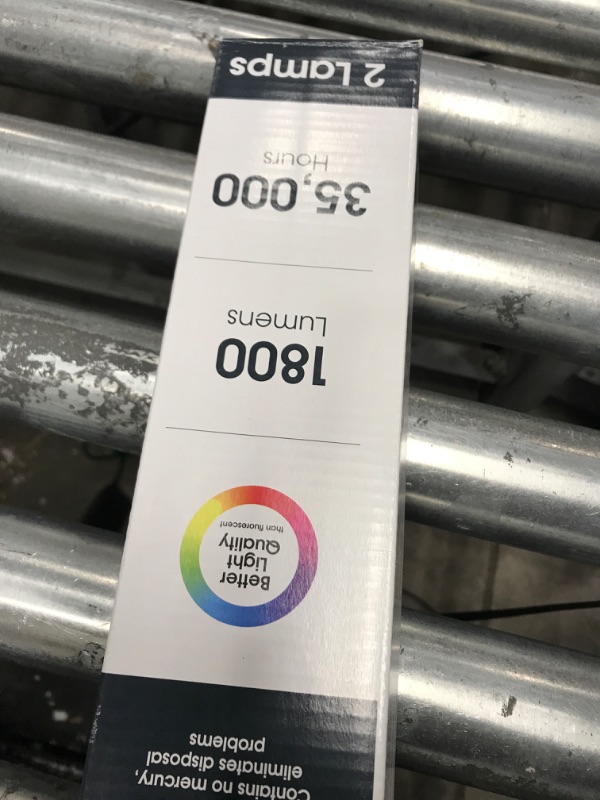 Contains no mercury,
eliminates disposal
problems
Better
Light
Quality
than fluorescent
1800
Lumens
35,000
Hours
2 Lamps